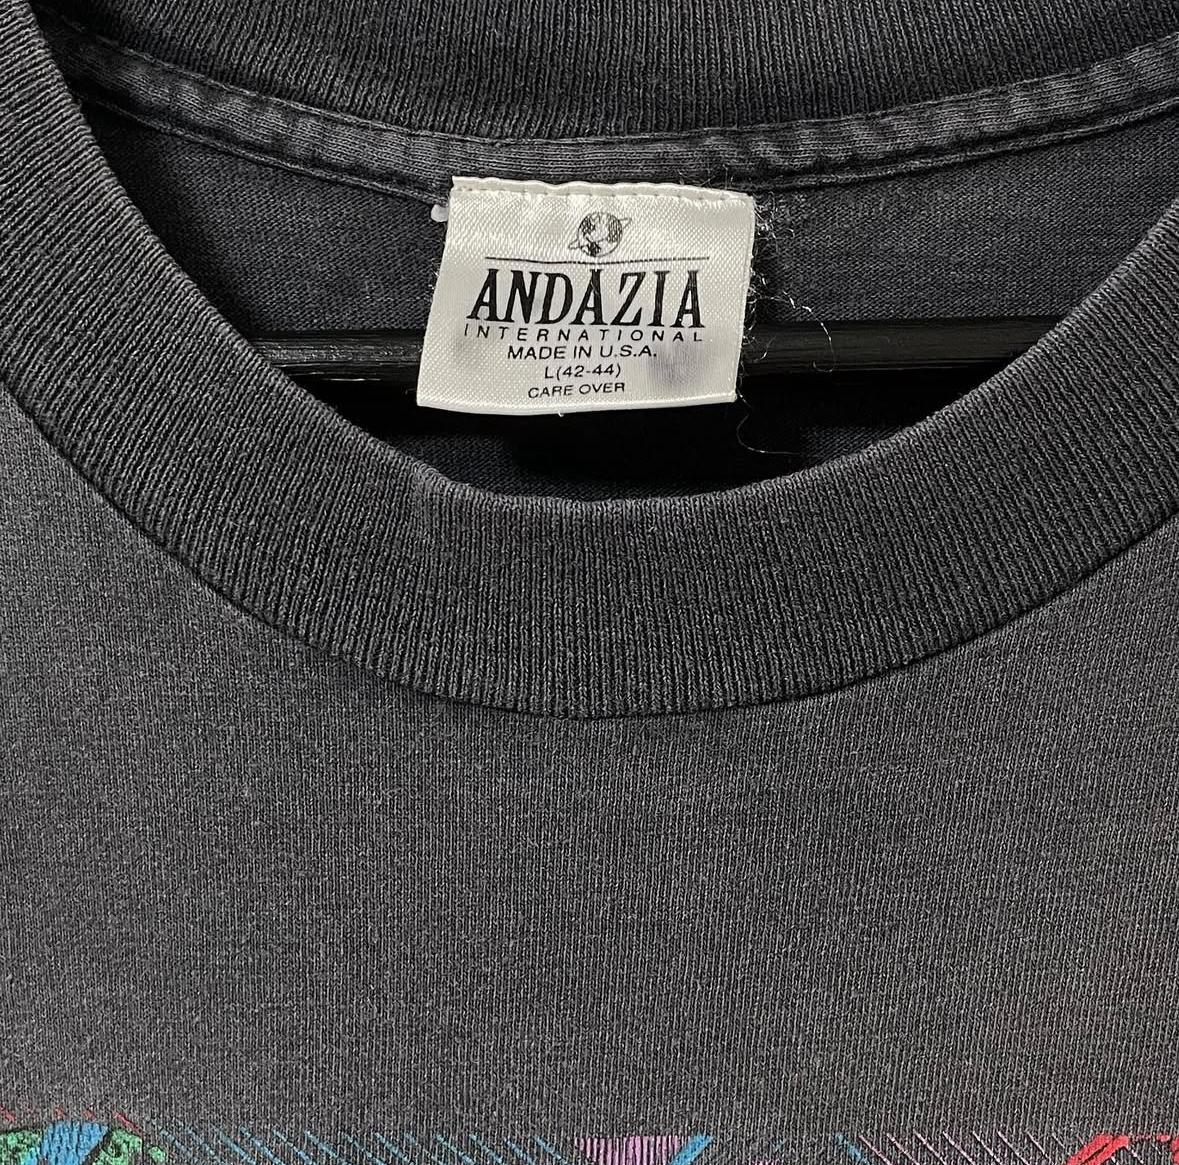 ANDAZIA
INTERNATIONAL
MADE IN U.S.A.
L(42-44)
CARE OVER